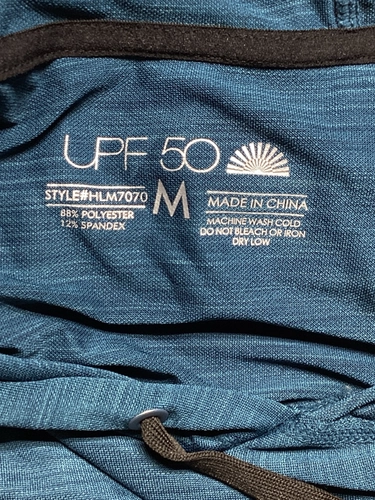 UPF 50
STYLE#HLM7070
88% POLYESTER
12% SPANDEX
M
MADE IN CHINA
MACHINE WASH COLD
DO NOT BLEACH OR IRON
DRY LOW